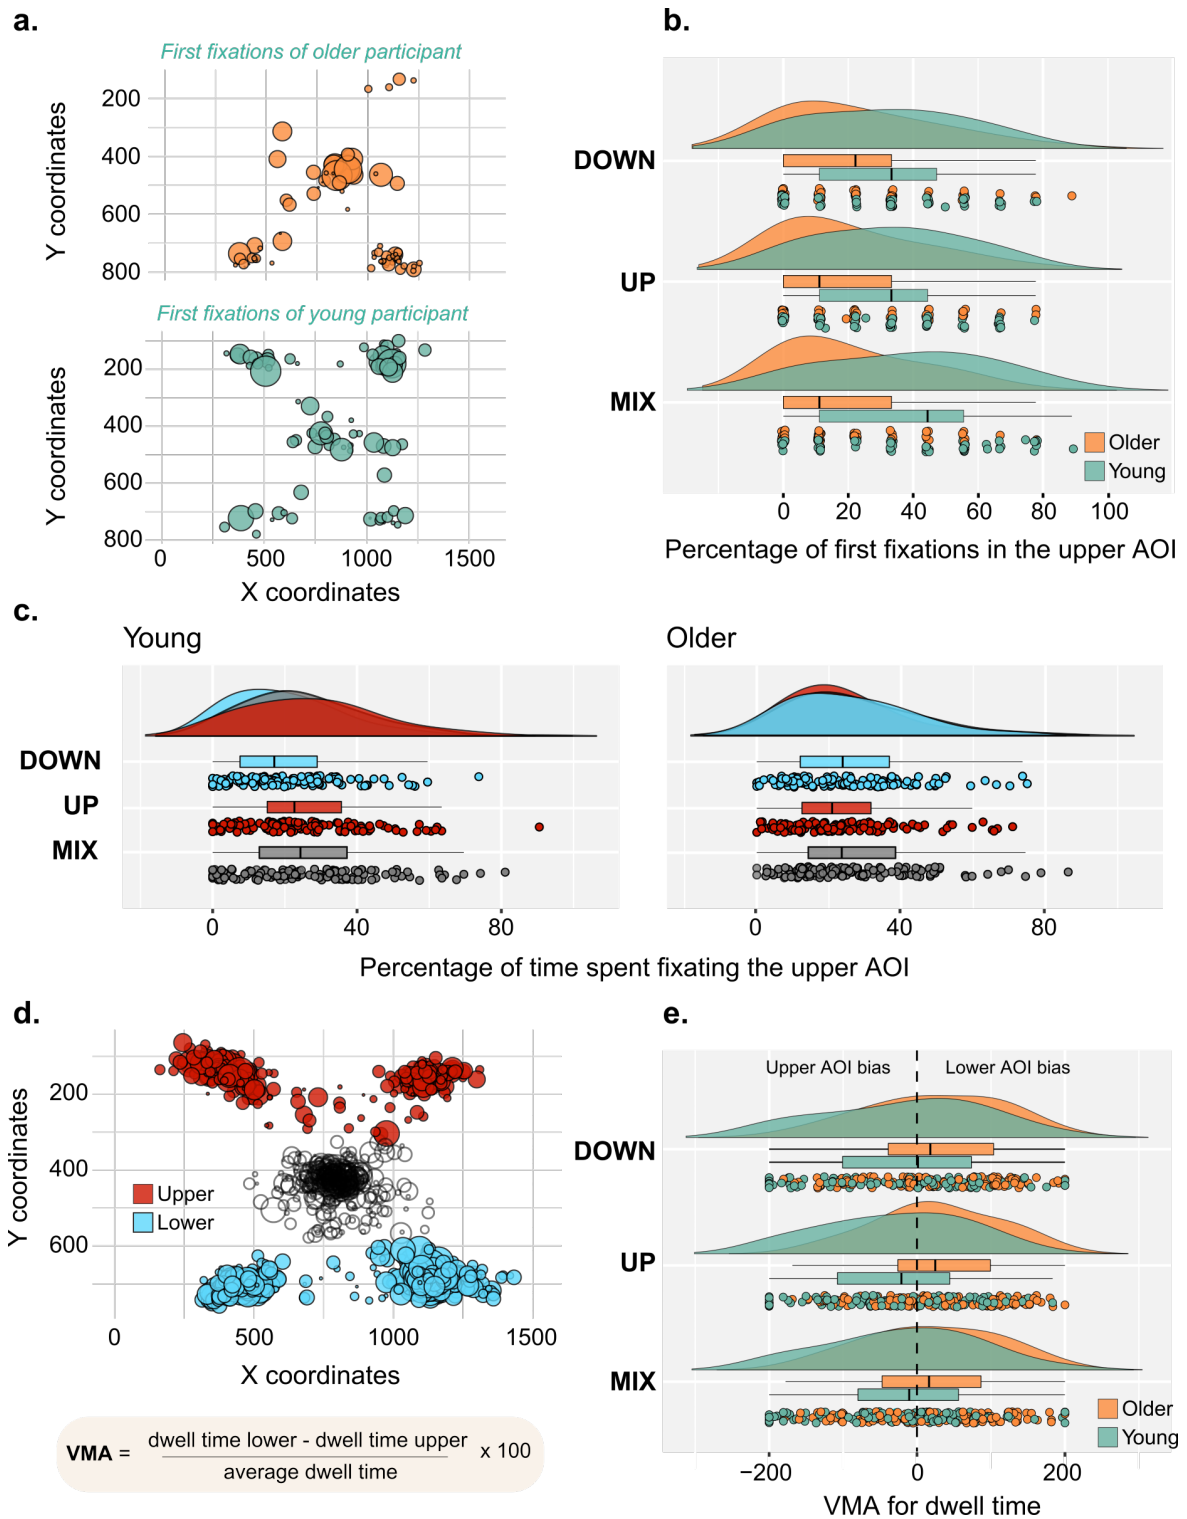 a.
First fixations of older participant
Y coordinates
200
400
600
800
First fixations of young participant
Y coordinates
200
400
600
800
0 500 1000 1500
X coordinates
b.
DOWN
UP
MIX
Older
Young
0 20 40 60 80 100
Percentage of first fixations in the upper AOI
c.
Young
Older
DOWN
UP
MIX
0 40 80
0 40 80
Percentage of time spent fixating the upper AOI
d.
Y coordinates
200
400
600
Upper
Lower
0 500 1000 1500
X coordinates
VMA = dwell time lower - dwell time upper x 100
average dwell time
e.
Upper AOI bias
Lower AOI bias
DOWN
UP
MIX
Older
Young
−200 0 200
VMA for dwell time